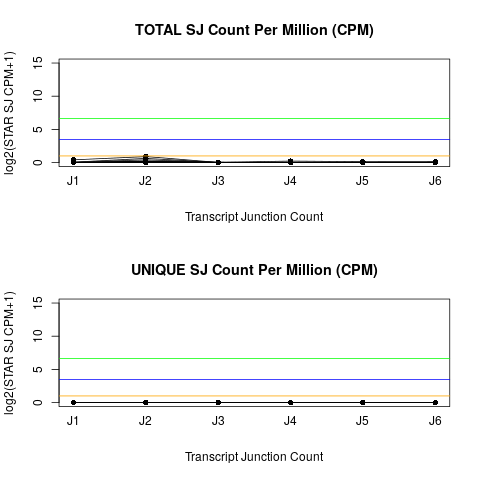 TOTAL SJ Count Per Million (CPM)
log2(STAR SJ CPM+1)
15
10
5
0
J1 J2 J3 J4 J5 J6
Transcript Junction Count
UNIQUE SJ Count Per Million (CPM)
log2(STAR SJ CPM+1)
15
10
5
0
J1 J2 J3 J4 J5 J6
Transcript Junction Count